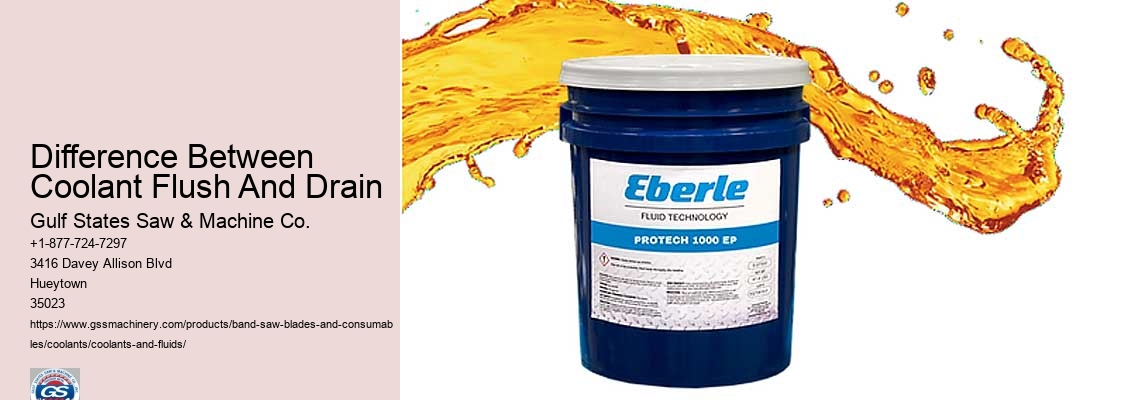 Difference Between
Coolant Flush And Drain
Gulf States Saw & Machine Co.
+1-877-724-7297
3416 Davey Allison Blvd
Hueytown
35023
https://www.gssmachinery.com/products/band-saw-blades-and-consumab
les/coolants/coolants-and-fluids/
GS
Eberle
FLUID TECHNOLOGY
PROTECH 1000 EP